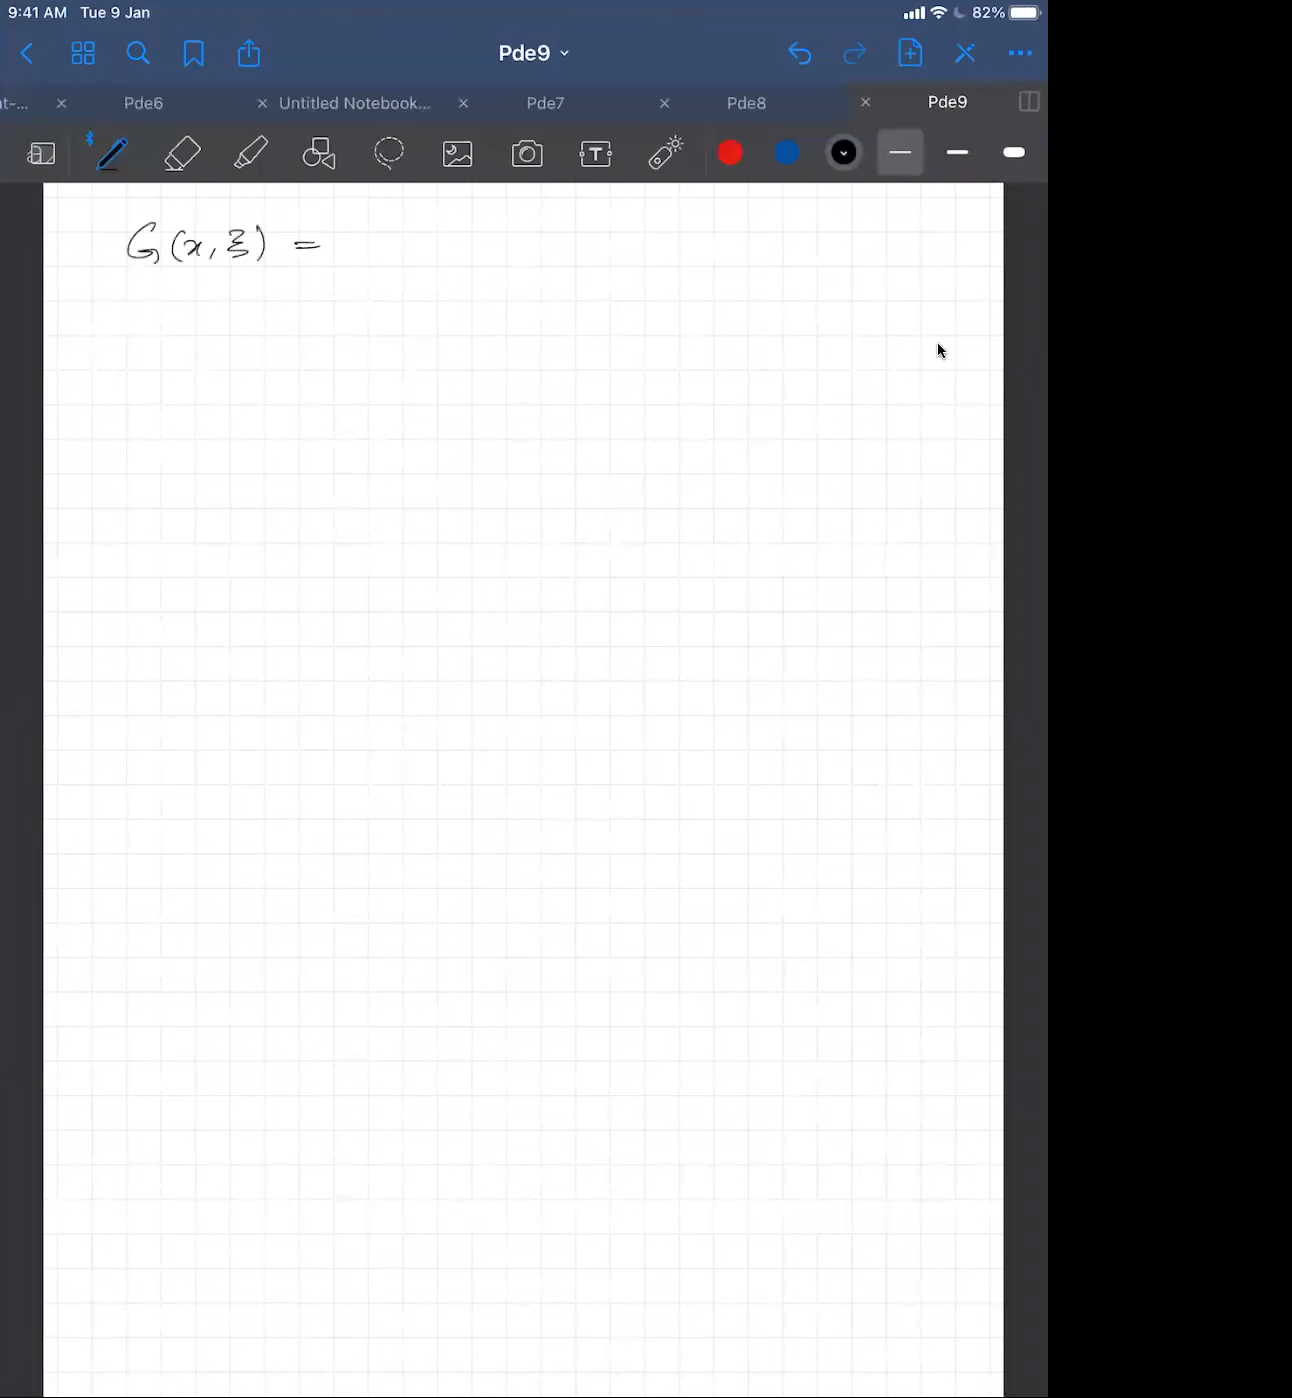 9:41 AM Tue 9 Jan 82%
Pde9
t-... Pde6 Untitled Notebook... Pde7 Pde8 Pde9
T
G(x, ξ) =